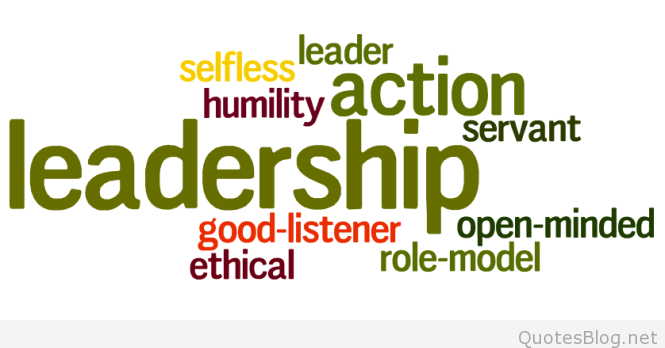 leader
selfless
action
humility
servant
leadership
good-listener
open-minded
ethical
role-model
QuotesBlog.net